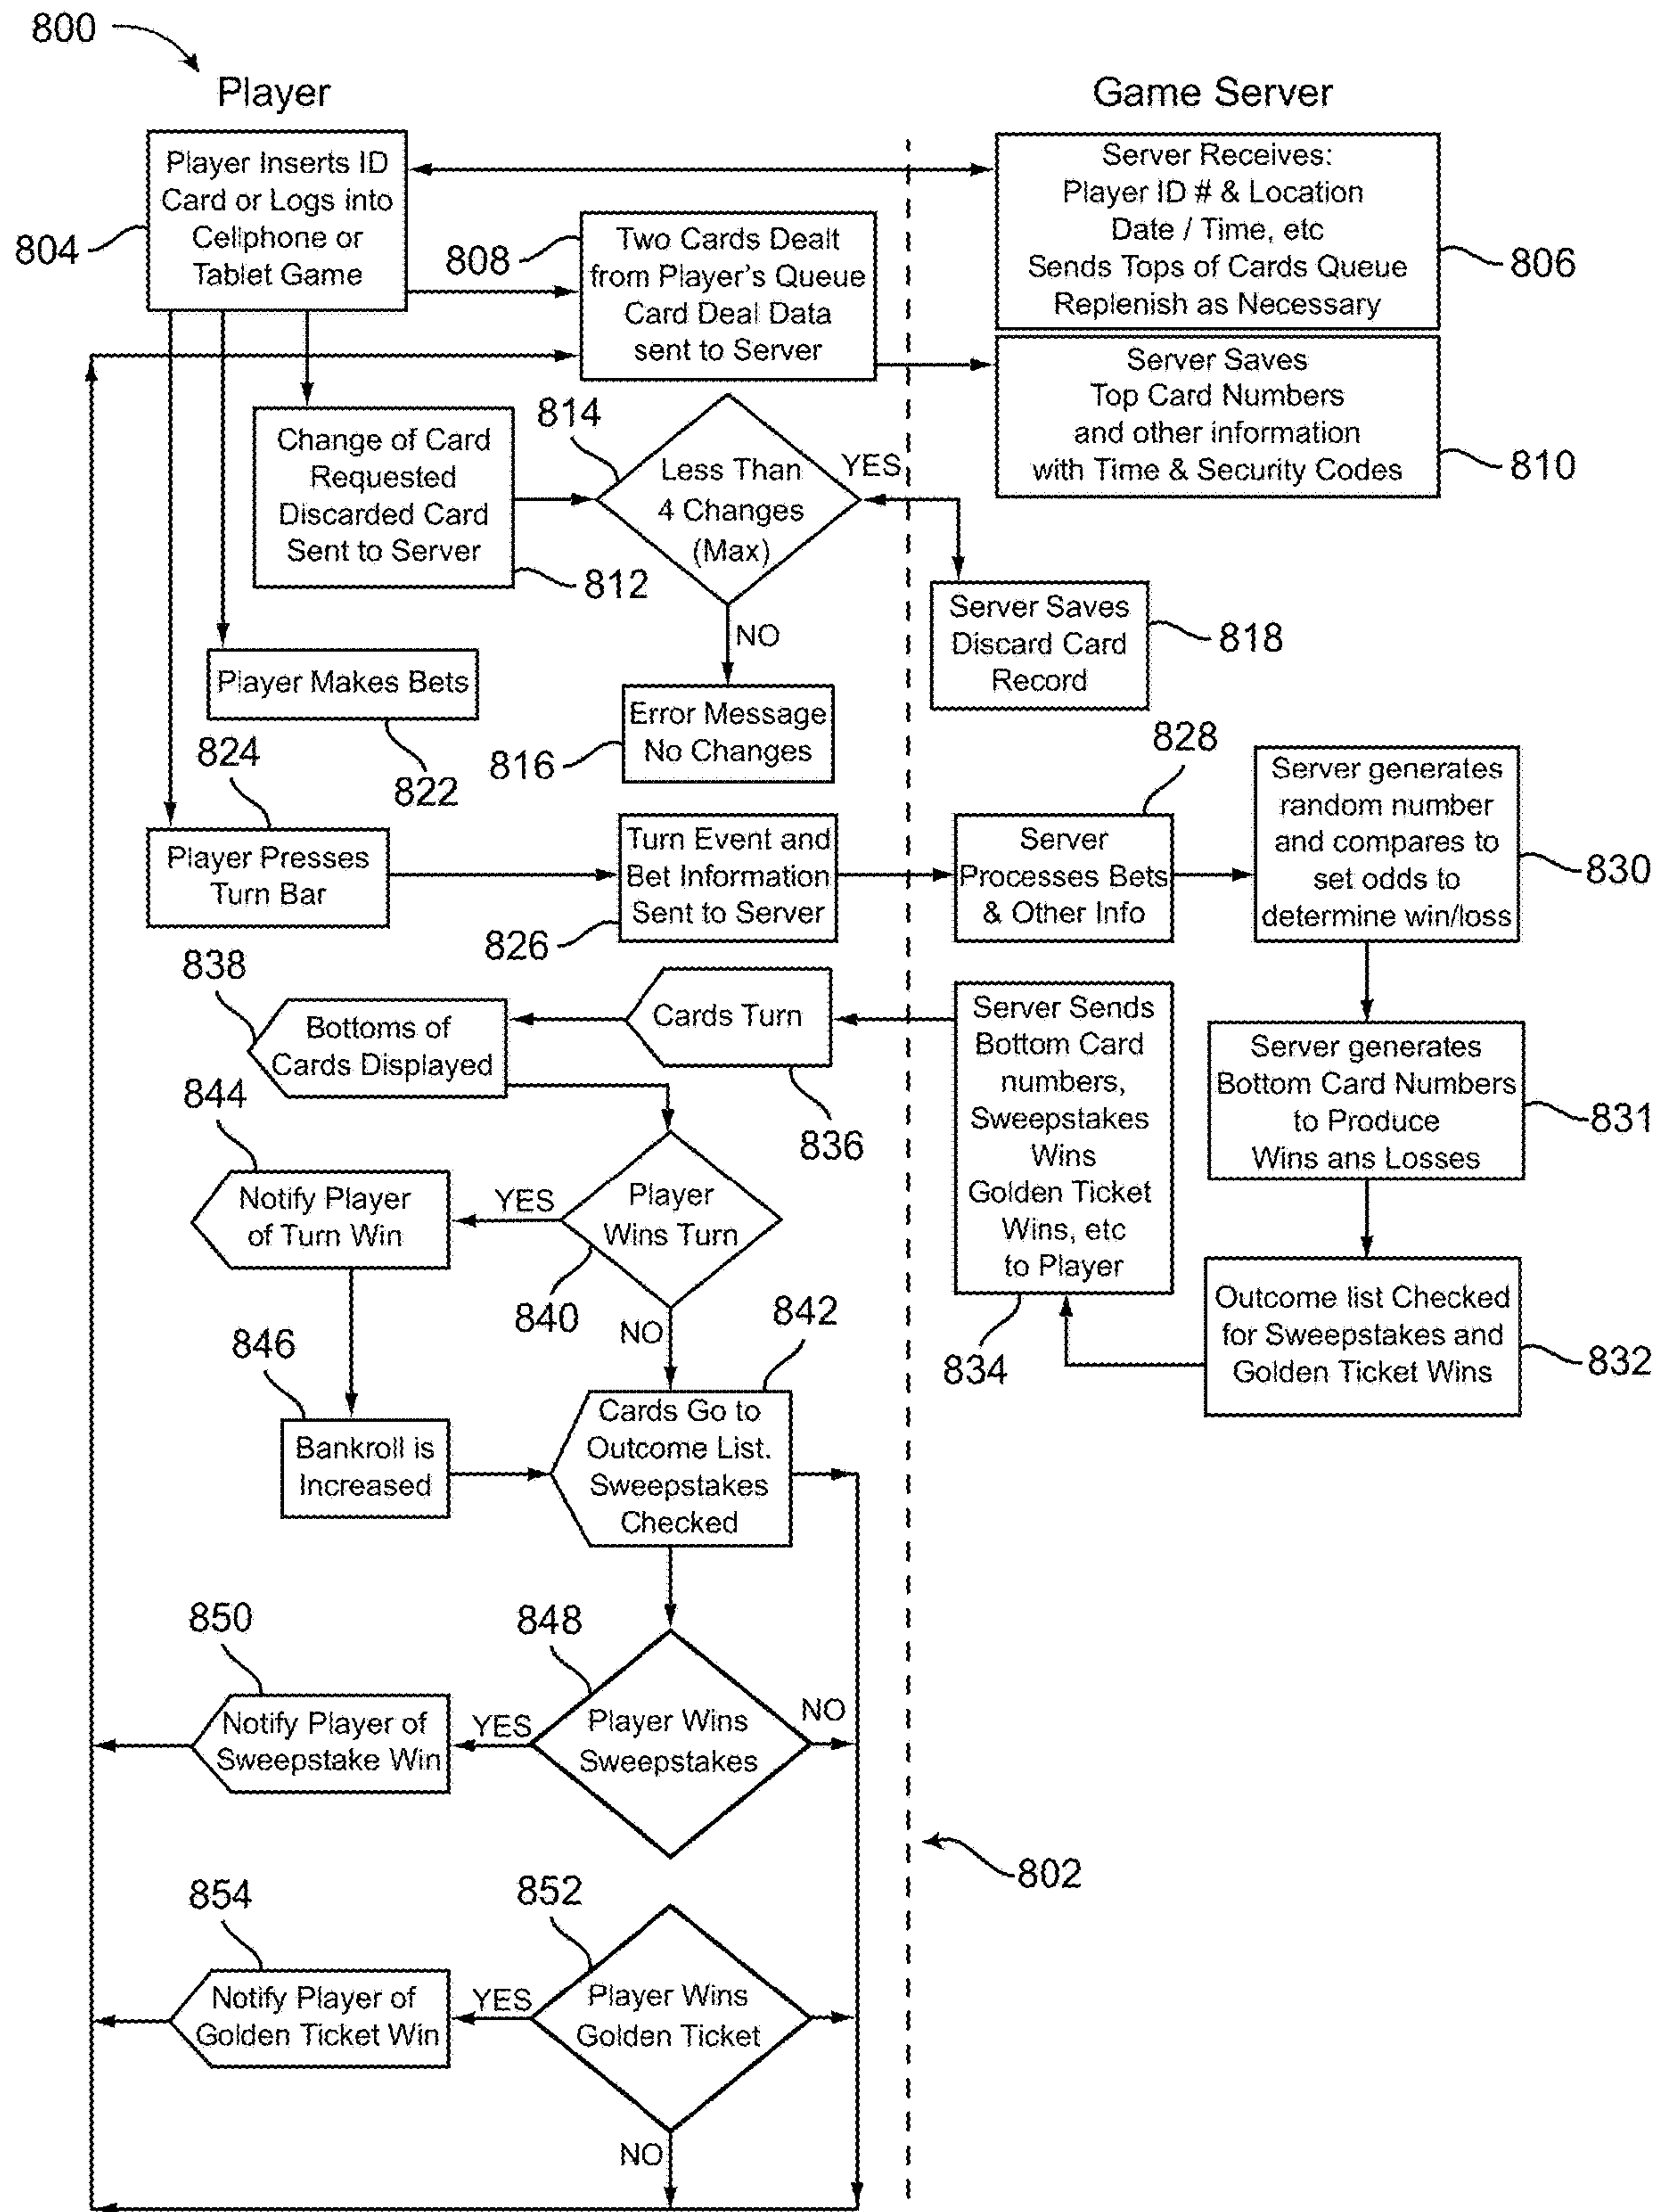 800
Player
Game Server
Player Inserts ID
Card or Logs into
Cellphone or
Tablet Game
804
Server Receives:
Player ID # & Location
Date / Time, etc
Sends Tops of Cards Queue
Replenish as Necessary
806
808
Two Cards Dealt
from Player's Queue
Card Deal Data
sent to Server
Server Saves
Top Card Numbers
and other information
with Time & Security Codes
810
Change of Card
Requested
Discarded Card
Sent to Server
812
814
Less Than
4 Changes
(Max)
YES
NO
Server Saves
Discard Card
Record
818
Player Makes Bets
822
Error Message
No Changes
816
824
Player Presses
Turn Bar
Turn Event and
Bet Information
Sent to Server
826
828
Server
Processes Bets
& Other Info
Server generates
random number
and compares to
set odds to
determine win/loss
830
838
Bottoms of
Cards Displayed
Cards Turn
836
Server Sends
Bottom Card
numbers,
Sweepstakes
Wins
Golden Ticket
Wins, etc
to Player
834
Server generates
Bottom Card Numbers
to Produce
Wins ans Losses
831
844
Notify Player
of Turn Win
YES
Player
Wins Turn
840
NO
Outcome list Checked
for Sweepstakes and
Golden Ticket Wins
832
846
Bankroll is
Increased
842
Cards Go to
Outcome List.
Sweepstakes
Checked
850
Notify Player of
Sweepstake Win
YES
848
Player Wins
Sweepstakes
NO
802
854
Notify Player of
Golden Ticket Win
YES
852
Player Wins
Golden Ticket
NO